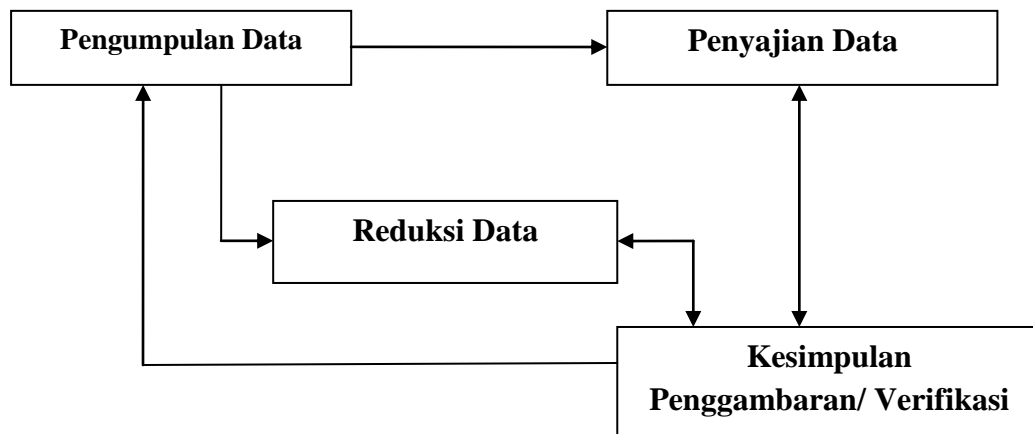 Pengumpulan Data
Penyajian Data
Reduksi Data
Kesimpulan
Penggambaran/ Verifikasi